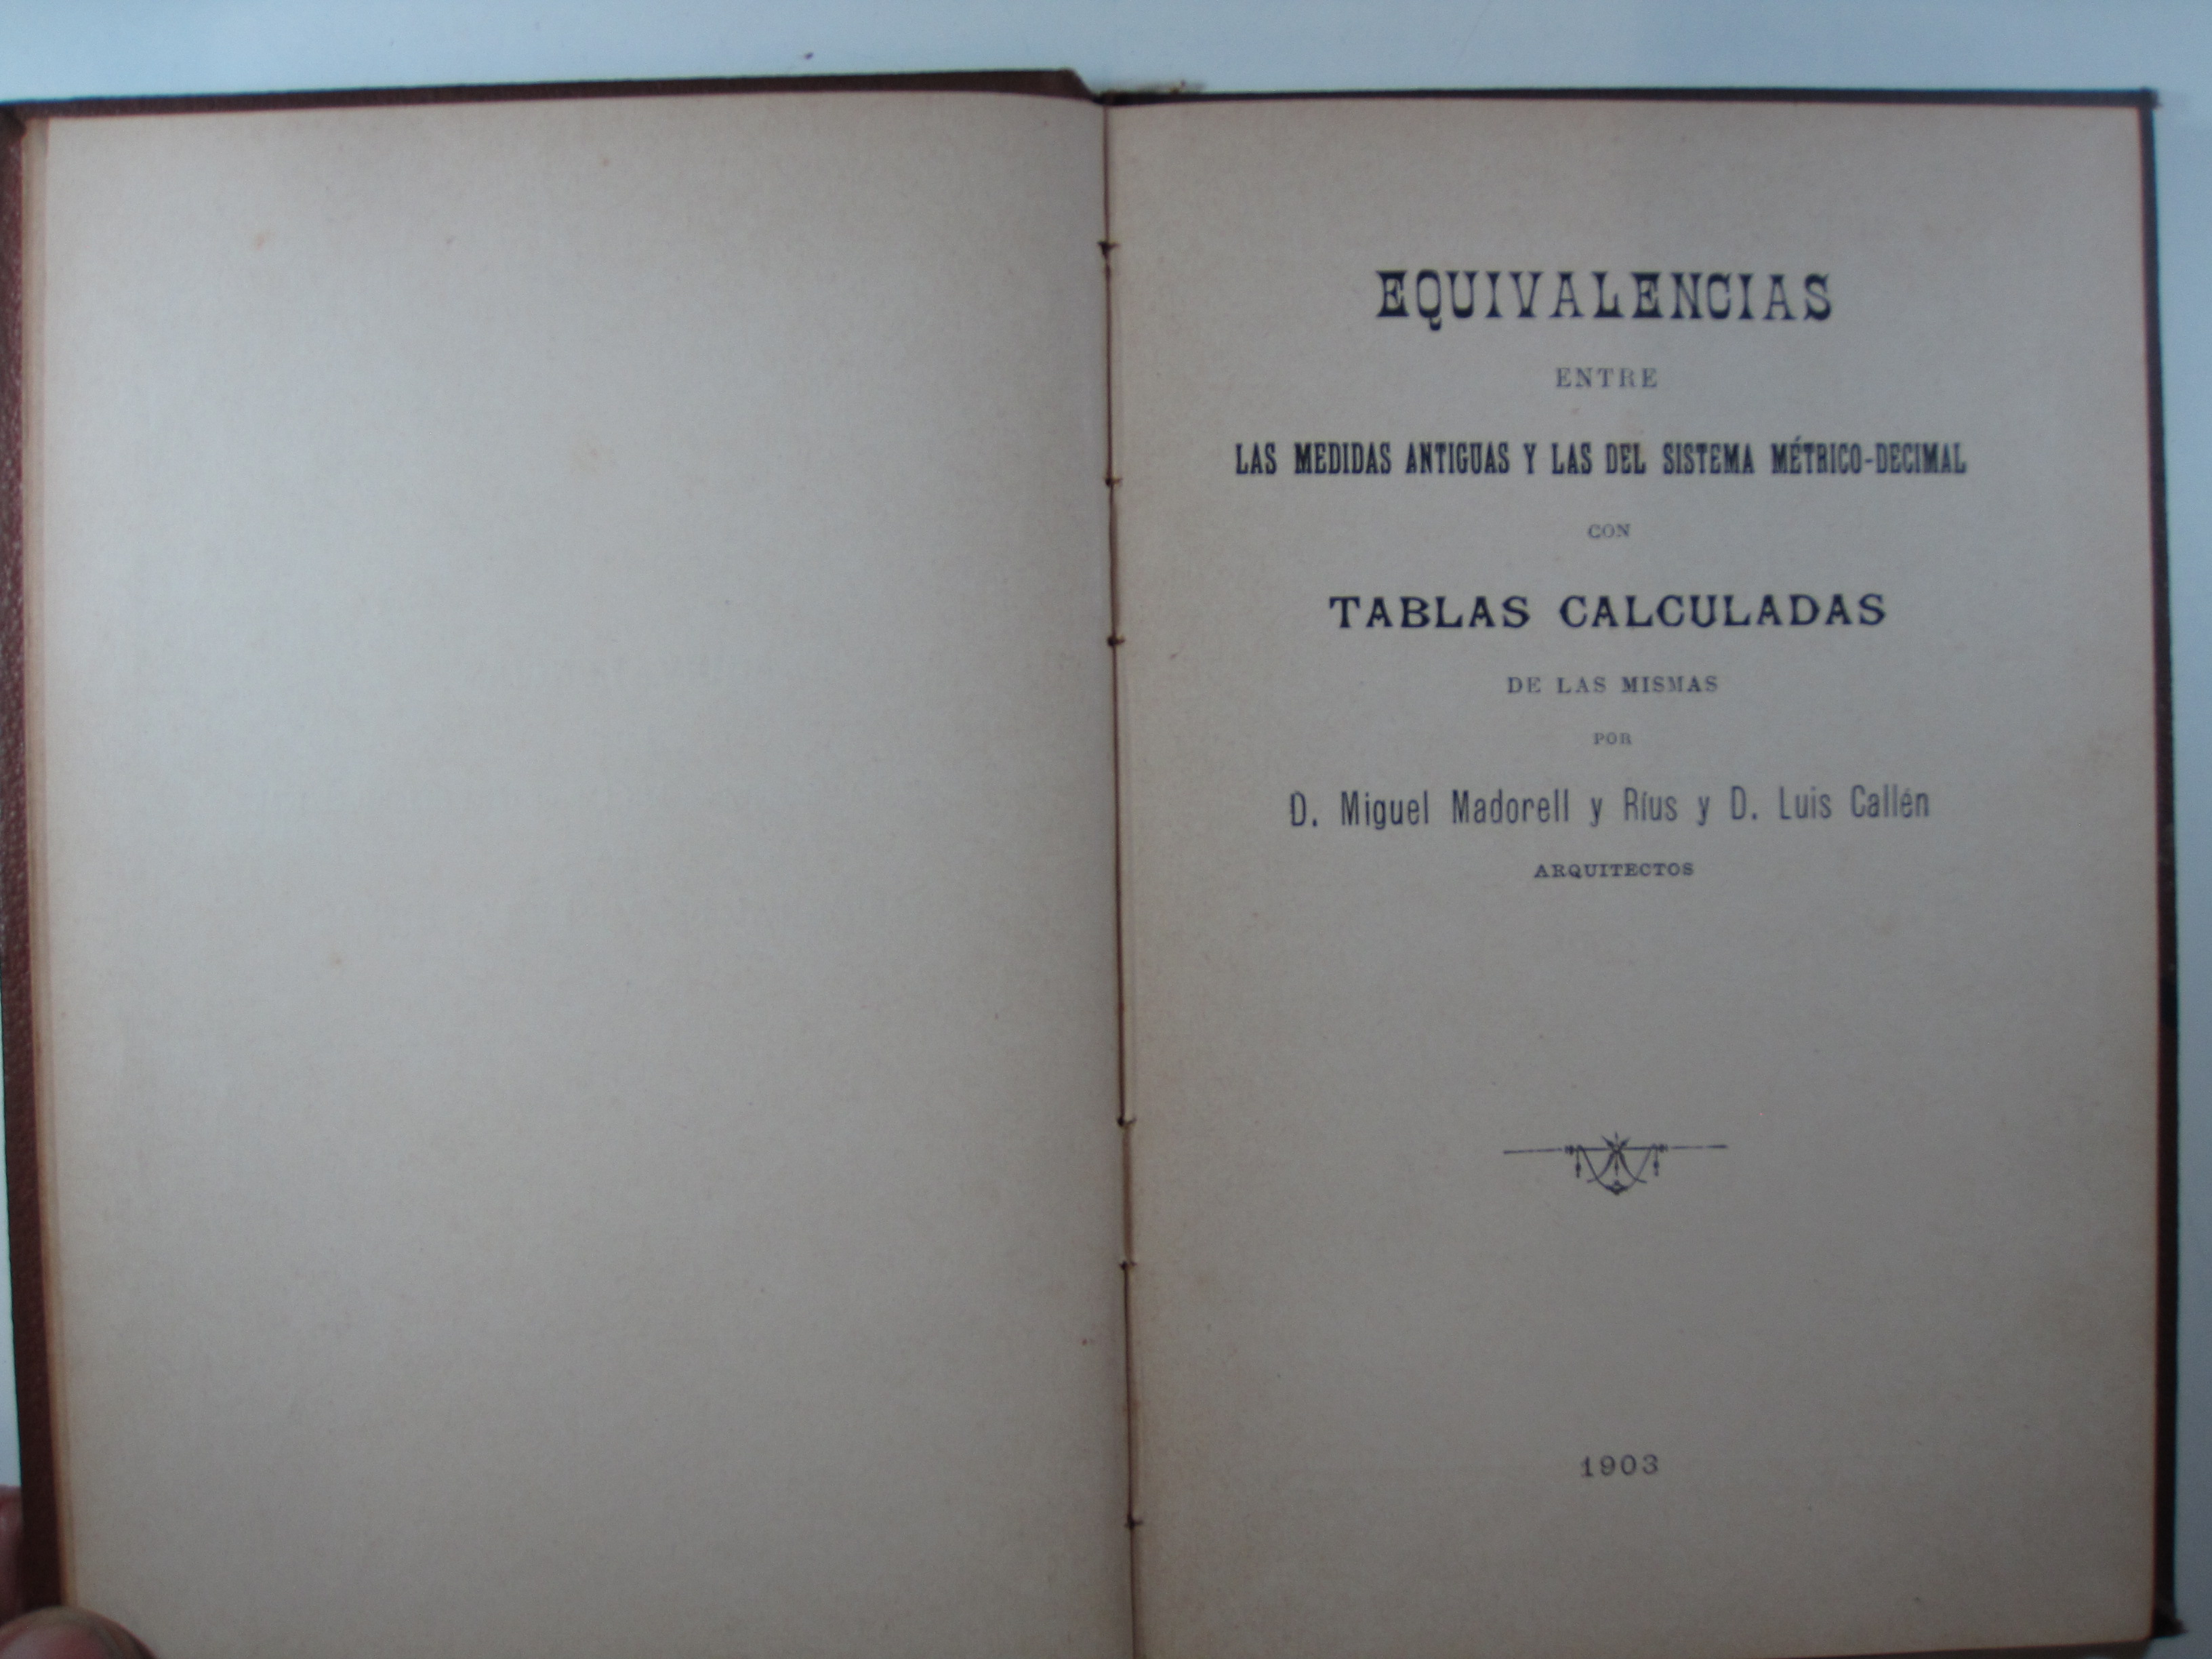 EQUIVALENCIAS
ENTRE
LAS MEDIDAS ANTIGUAS Y LAS DEL SISTEMA MÉTRICO-DECIMAL
CON
TABLAS CALCULADAS
DE LAS MISMAS
POR
D. Miguel Madorell y Ríus y D. Luis Callén
ARQUITECTOS
1903